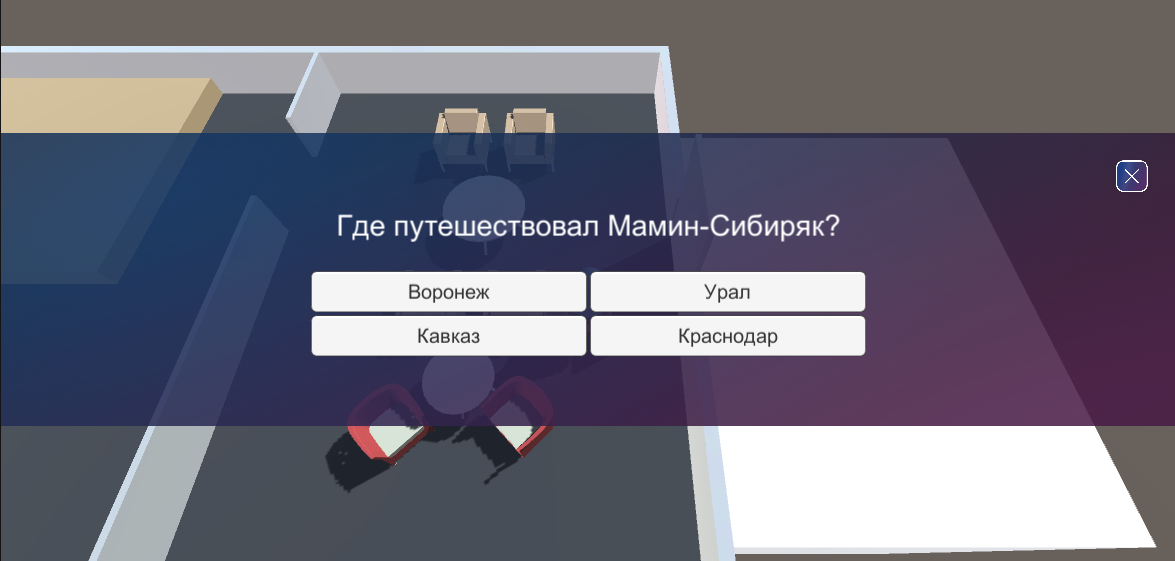 Где путешествовал Мамин-Сибиряк?
Воронеж
Урал
Кавказ
Краснодар